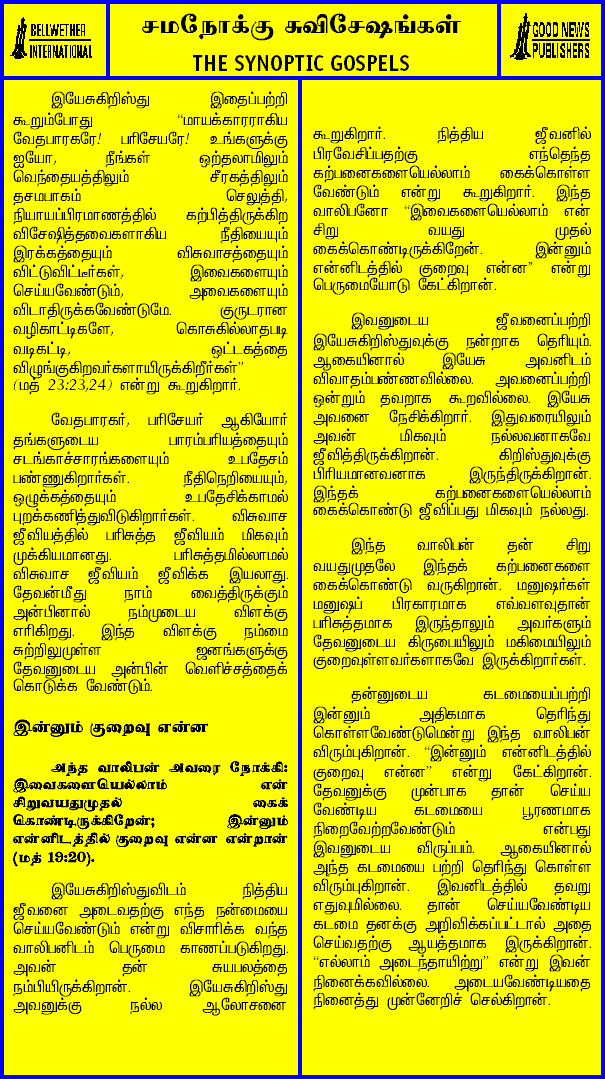 BELLWETHER
INTERNATIONAL
சமநோக்கு சுவிசேஷங்கள்
THE SYNOPTIC GOSPELS
GOOD NEWS
PUBLISHERS
இயேசுகிறிஸ்து இதைப்பற்றி
கூறும்போது “மாயக்காரராகிய
வேதபாரகரே! பரிசேயரே! உங்களுக்கு
ஐயோ, நீங்கள் ஒற்தலாமிலும்
வெந்தையத்திலும் சீரகத்திலும்
தசமபாகம் செலுத்தி,
நியாயப்பிரமாணத்தில் கற்பித்திருக்கிற
விசேஷித்தவைகளாகிய நீதியையும்
இரக்கத்தையும் விசுவாசத்தையும்
விட்டுவிட்டீர்கள், இவைகளையும்
செய்யவேண்டும், அவைகளையும்
விடாதிருக்கவேண்டுமே. குருடரான
வழிகாட்டிகளே, கொசுகில்லாதபடி
வடிகட்டி, ஒட்டகத்தை
விழுங்குகிறவர்களாயிருக்கிறீர்கள்”
(மத் 23:23,24) என்று கூறுகிறார்.
வேதபாரகர், பரிசேயர் ஆகியோர்
தங்களுடைய பாரம்பரியத்தையும்
சடங்காச்சாரங்களையும் உபதேசம்
பண்ணுகிறார்கள். நீதிநெறியையும்,
ஒழுக்கத்தையும் உபதேசிக்காமல்
புறக்கணித்துவிடுகிறார்கள். விசுவாச
ஜீவியத்தில் பரிசுத்த ஜீவியம் மிகவும்
முக்கியமானது. பரிசுத்தமில்லாமல்
விசுவாச ஜீவியம் ஜீவிக்க இயலாது.
தேவன்மீது நாம் வைத்திருக்கும்
அன்பினால் நம்முடைய விளக்கு
எரிகிறது. இந்த விளக்கு நம்மை
சுற்றிலுமுள்ள ஜனங்களுக்கு
தேவனுடைய அன்பின் வெளிச்சத்தைக்
கொடுக்க வேண்டும்.
இன்னும் குறைவு என்ன
அந்த வாலிபன் அவரை நோக்கி:
இவைகளையெல்லாம் என்
சிறுவயதுமுதல் கைக்
கொண்டிருக்கிறேன்; இன்னும்
என்னிடத்தில் குறைவு என்ன என்றான்
(மத் 19:20).
இயேசுகிறிஸ்துவிடம் நித்திய
ஜீவனை அடைவதற்கு எந்த நன்மையை
செய்யவேண்டும் என்று விசாரிக்க வந்த
வாலிபனிடம் பெருமை காணப்படுகிறது.
அவன் தன் சுயபலத்தை
நம்பியிருக்கிறான். இயேசுகிறிஸ்து
அவனுக்கு நல்ல ஆலோசனை
கூறுகிறார். நித்திய ஜீவனில்
பிரவேசிப்பதற்கு எந்தெந்த
கற்பனைகளையெல்லாம் கைக்கொள்ள
வேண்டும் என்று கூறுகிறார். இந்த
வாலிபனோ “இவைகளையெல்லாம் என்
சிறு வயது முதல்
கைக்கொண்டிருக்கிறேன். இன்னும்
என்னிடத்தில் குறைவு என்ன” என்று
பெருமையோடு கேட்கிறான்.
இவனுடைய ஜீவனைப்பற்றி
இயேசுகிறிஸ்துவுக்கு நன்றாக தெரியும்.
ஆகையினால் இயேசு அவனிடம்
விவாதம்பண்ணவில்லை. அவனைப்பற்றி
ஒன்றும் தவறாக கூறவில்லை. இயேசு
அவனை நேசிக்கிறார். இதுவரையிலும்
அவன் மிகவும் நல்லவனாகவே
ஜீவித்திருக்கிறான். கிறிஸ்துவுக்கு
பிரியமானவனாக இருந்திருக்கிறான்.
இந்தக் கற்பனைகளையெல்லாம்
கைக்கொண்டு ஜீவிப்பது மிகவும் நல்லது.
இந்த வாலிபன் தன் சிறு
வயதுமுதலே இந்தக் கற்பனைகளை
கைக்கொண்டு வருகிறான். மனுஷர்கள்
மனுஷப் பிரகாரமாக எவ்வளவுதான்
பரிசுத்தமாக இருந்தாலும் அவர்களும்
தேவனுடைய கிருபையிலும் மகிமையிலும்
குறைவுள்ளவர்களாகவே இருக்கிறார்கள்.
தன்னுடைய கடமையைப்பற்றி
இன்னும் அதிகமாக தெரிந்து
கொள்ளவேண்டுமென்று இந்த வாலிபன்
விரும்புகிறான். “இன்னும் என்னிடத்தில்
குறைவு என்ன” என்று கேட்கிறான்.
தேவனுக்கு முன்பாக தான் செய்ய
வேண்டிய கடமையை பூரணமாக
நிறைவேற்றவேண்டும் என்பது
இவனுடைய விருப்பம். ஆகையினால்
அந்த கடமையை பற்றி தெரிந்து கொள்ள
விரும்புகிறான். இவனிடத்தில் தவறு
எதுவுமில்லை. தான் செய்யவேண்டிய
கடமை தனக்கு அறிவிக்கப்பட்டால் அதை
செய்வதற்கு ஆயத்தமாக இருக்கிறான்.
“எல்லாம் அடைந்தாயிற்று” என்று இவன்
நினைக்கவில்லை. அடையவேண்டியதை
நினைத்து முன்னேறிச் செல்கிறான்.